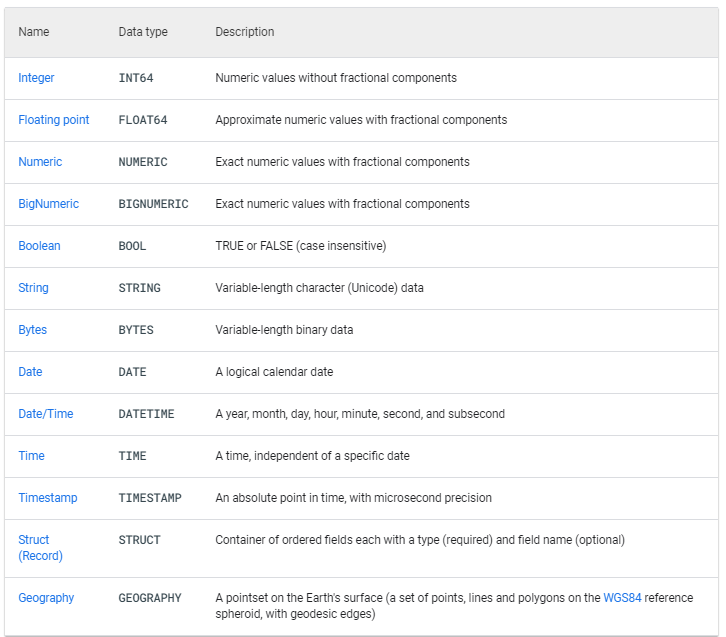 Name Data type Description
Integer INT64 Numeric values without fractional components
Floating point FLOAT64 Approximate numeric values with fractional components
Numeric NUMERIC Exact numeric values with fractional components
BigNumeric BIGNUMERIC Exact numeric values with fractional components
Boolean BOOL TRUE or FALSE (case insensitive)
String STRING Variable-length character (Unicode) data
Bytes BYTES Variable-length binary data
Date DATE A logical calendar date
Date/Time DATETIME A year, month, day, hour, minute, second, and subsecond
Time TIME A time, independent of a specific date
Timestamp TIMESTAMP An absolute point in time, with microsecond precision
Struct STRUCT Container of ordered fields each with a type (required) and field name (optional)
(Record)
Geography GEOGRAPHY A pointset on the Earth's surface (a set of points, lines and polygons on the WGS84 reference
spheroid, with geodesic edges)